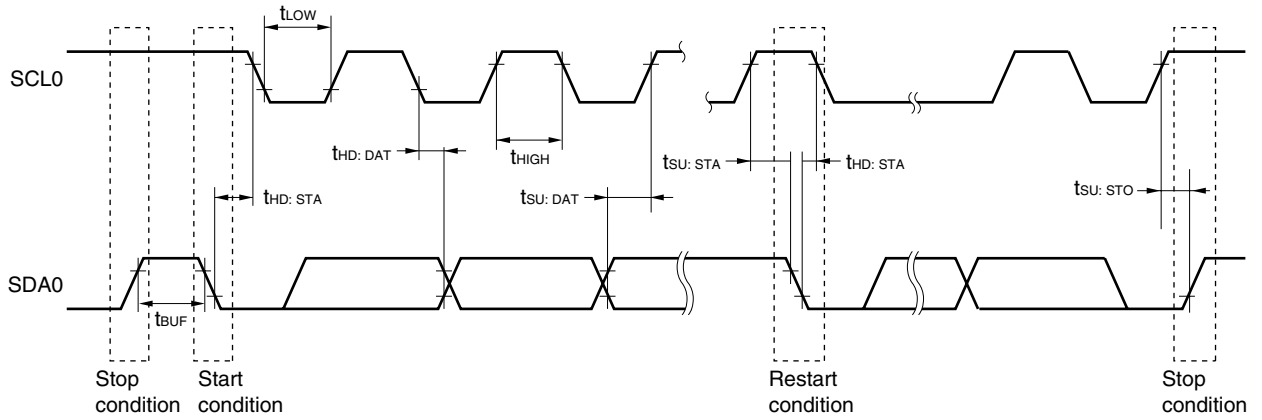 tLOW
SCL0
tHD: DAT
tHIGH
tSU: STA
tHD: STA
tHD: STA
tSU: DAT
tSU: STO
SDA0
tBUF
Stop
condition
Start
condition
Restart
condition
Stop
condition